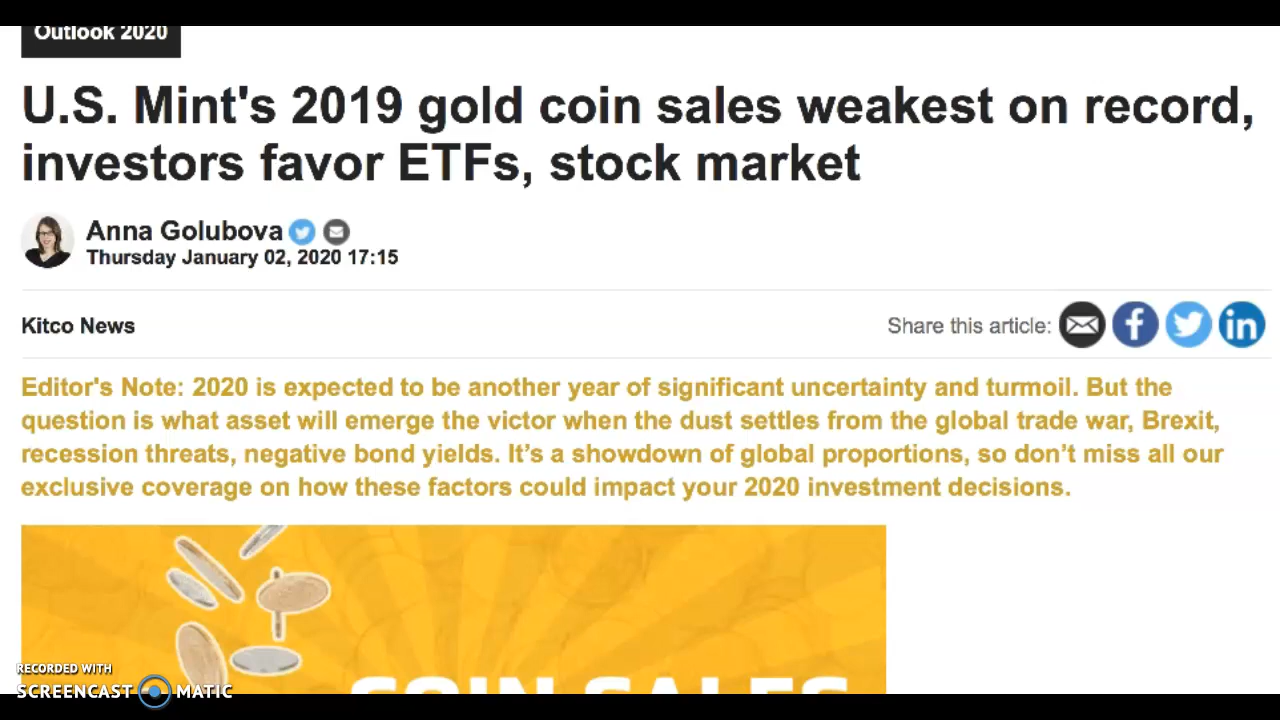 Outlook 2020
U.S. Mint's 2019 gold coin sales weakest on record,
investors favor ETFs, stock market
Anna Golubova
Thursday January 02, 2020 17:15
Kitco News
Share this article:
Editor's Note: 2020 is expected to be another year of significant uncertainty and turmoil. But the
question is what asset will emerge the victor when the dust settles from the global trade war, Brexit,
recession threats, negative bond yields. It’s a showdown of global proportions, so don’t miss all our
exclusive coverage on how these factors could impact your 2020 investment decisions.
COIN SALES
RECORDED WITH
SCREENCAST MATIC